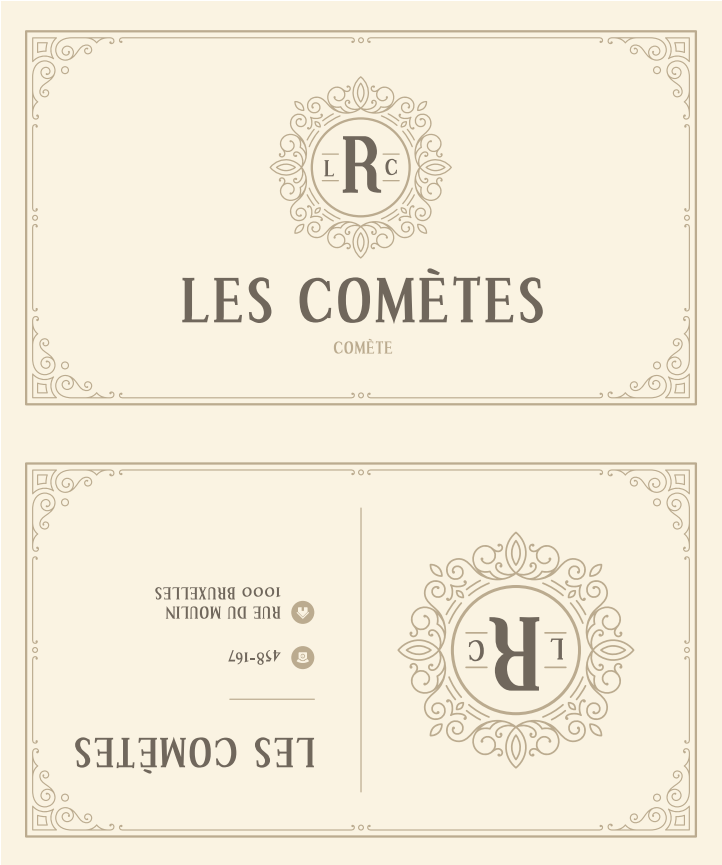 L R C
LES COMÈTES
COMÈTE
LES COMÈTES
458-167
RUE DU MOULIN
1000 BRUXELLES
L R C